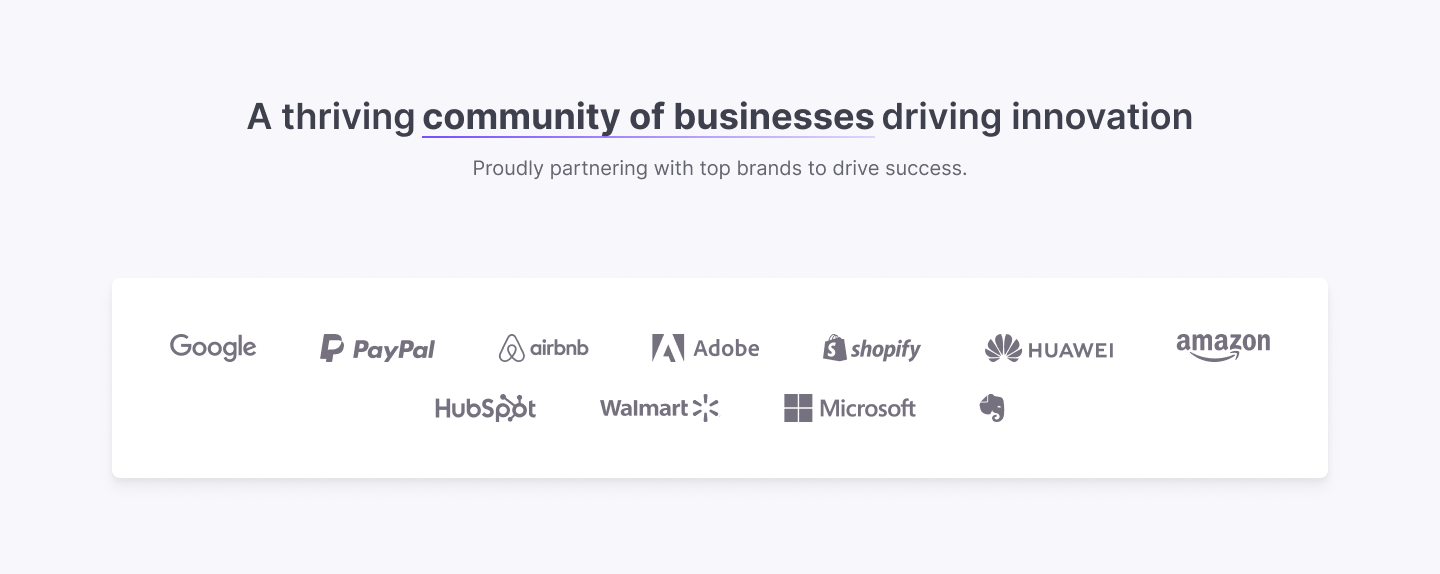 A thriving community of businesses driving innovation
Proudly partnering with top brands to drive success.
Google PayPal airbnb Adobe shopify HUAWEI amazon
HubSpot Walmart Microsoft